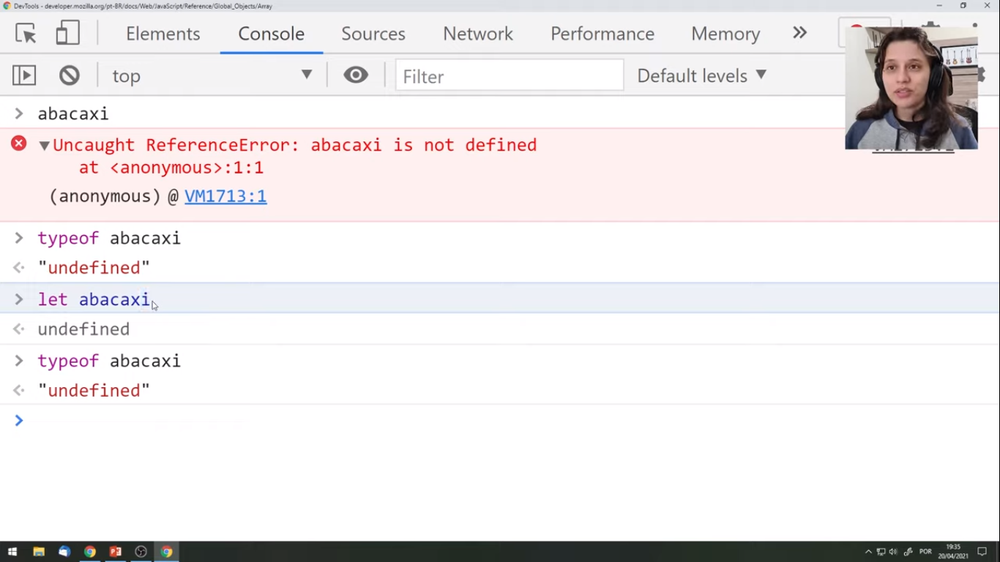 DevTools - developer.mozilla.org/pt-BR/docs/Web/JavaScript/Reference/Global_Objects/Array
Elements Console Sources Network Performance Memory
top Filter Default levels
abacaxi
Uncaught ReferenceError: abacaxi is not defined
at <anonymous>:1:1
(anonymous) @ VM1713:1
typeof abacaxi
"undefined"
let abacaxi
undefined
typeof abacaxi
"undefined"
POR
19:35
20/04/2021